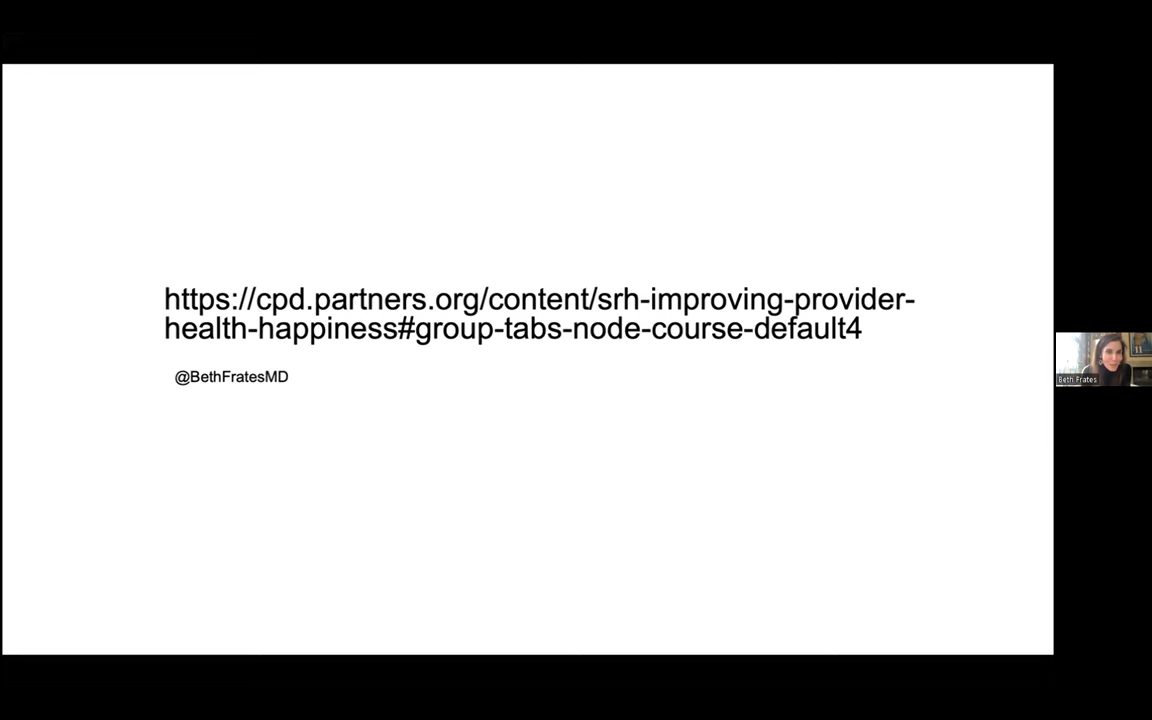 https://cpd.partners.org/content/srh-improving-provider-
health-happiness#group-tabs-node-course-default4
@BethFratesMD
Beth Frates